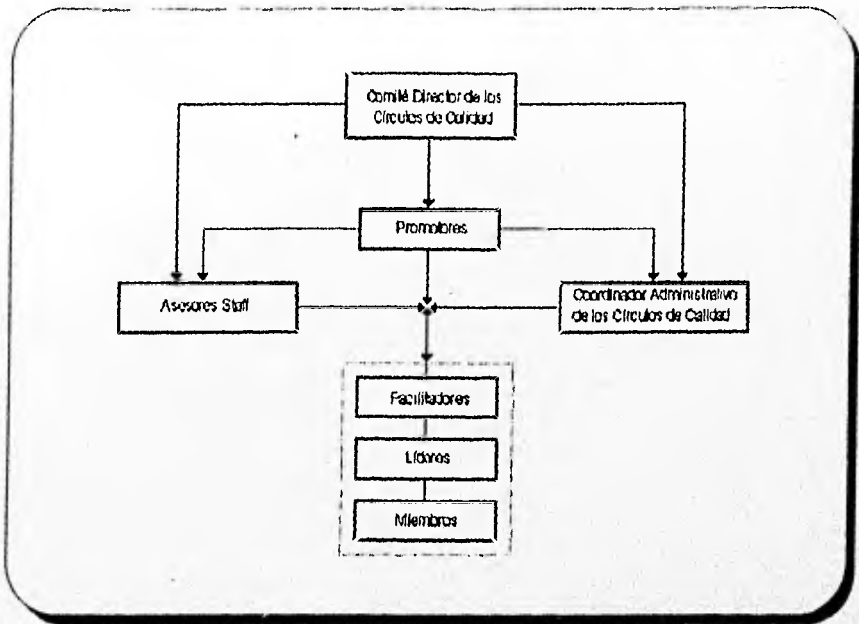 Comité Director de los
Círculos de Calidad
Promotores
Asesores Staff
Coordinador Administrativo
de los Círculos de Calidad
Facilitadores
Líderes
Miembros